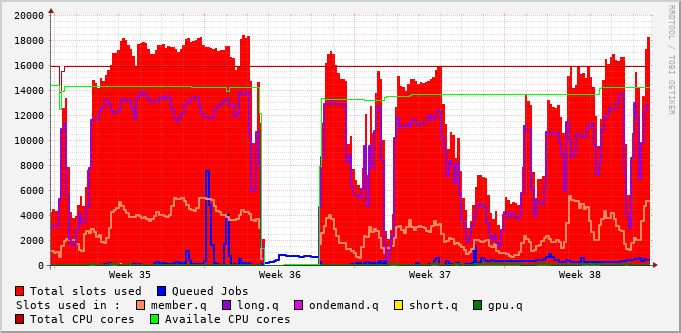 20000
18000
16000
14000
12000
10000
8000
6000
4000
2000
0
Week 35 Week 36 Week 37 Week 38
RRDTOOL / TOBI OETIKER
Total slots used Queued Jobs
Slots used in : member.q long.q ondemand.q short.q gpu.q
Total CPU cores Availale CPU cores